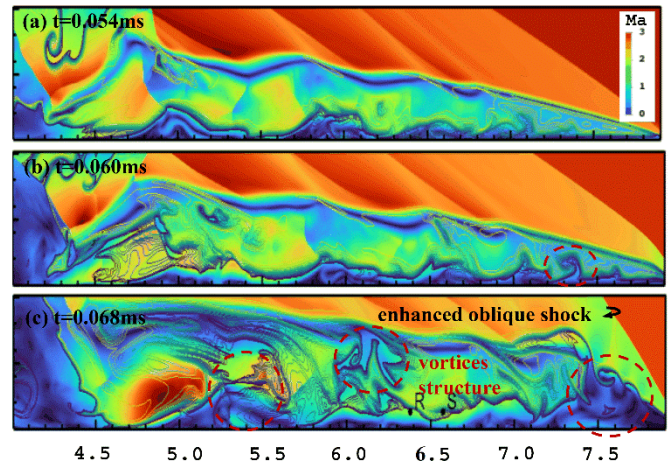 (a) t=0.054ms
Ma
3
2
1
0
(b) t=0.060ms
(c) t=0.068ms
enhanced oblique shock
vortices
structure
R S
4.5 5.0 5.5 6.0 6.5 7.0 7.5